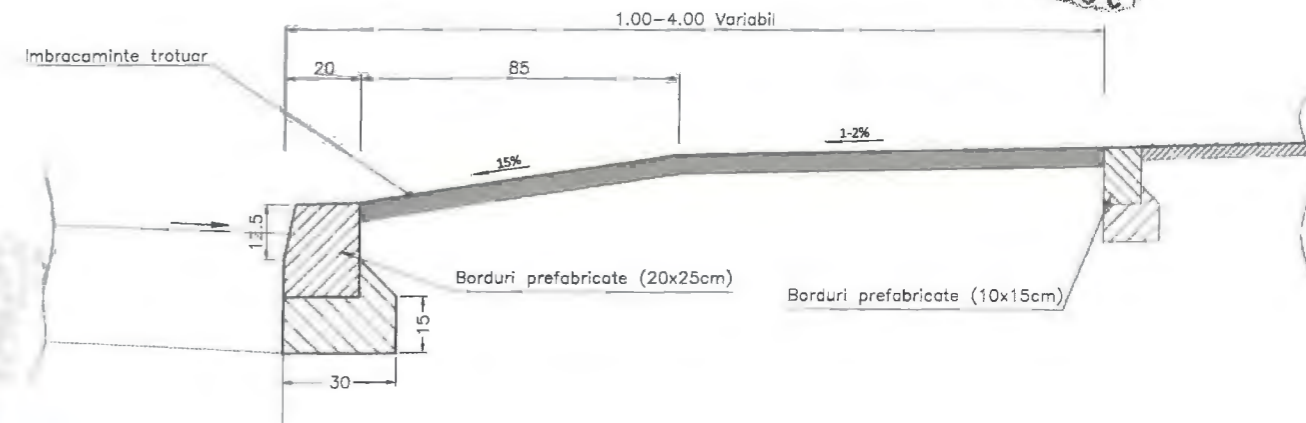 1.00-4.00 Variabil
Imbracaminte trotuar
20
85
1-2%
15%
12.5
Borduri prefabricate (20x25cm)
Borduri prefabricate (10x15cm)
15
30